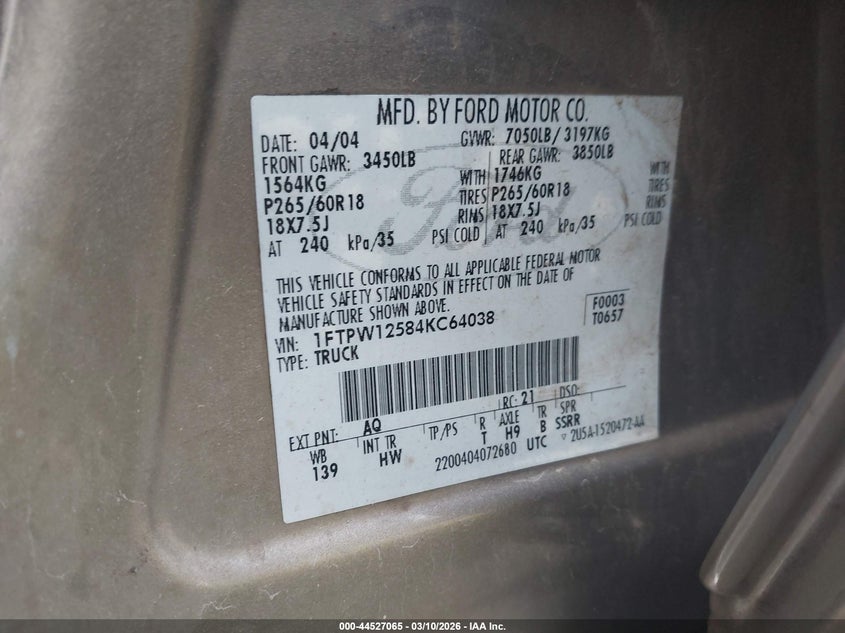 MFD. BY FORD MOTOR CO.
DATE: 04/04 GVWR: 7050LB/ 3197KG
FRONT GAWR: 3450LB REAR GAWR: 3850LB
1564KG WITH 1746KG WITH
P265/60R18 TIRES P265/60R18 TIRES
18X7.5J RIMS 18X7.5J RIMS
AT 240 kPa/35 PSI COLD AT 240 kPa/35 PSI COLD
Ford
THIS VEHICLE CONFORMS TO ALL APPLICABLE FEDERAL MOTOR
VEHICLE SAFETY STANDARDS IN EFFECT ON THE DATE OF
MANUFACTURE SHOWN ABOVE.
F0003
T0657
VIN: 1FTPW12584KC64038
TYPE: TRUCK
EXT PNT: AQ RC: 21 DSO:
WB INT TR TP/PS R AXLE TR SPR
139 HW T H9 B SSRR
2200404072680 UTC ▽ 2U5A-1520472-AA
000-44527065 - 03/10/2026 - IAA Inc.